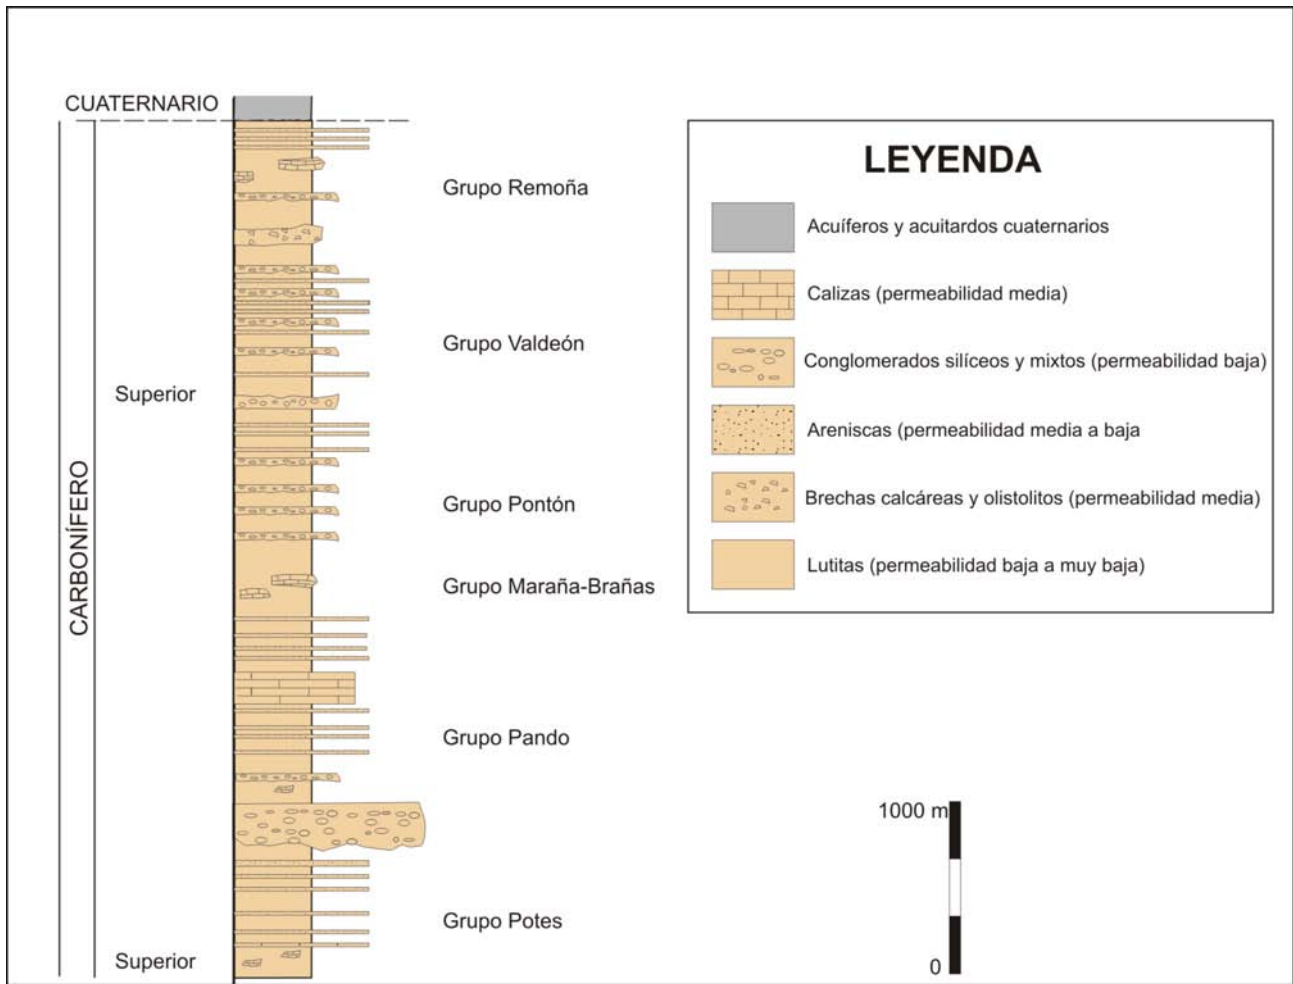 CUATERNARIO
Grupo Remoña
Grupo Valdeón
Superior
CARBONÍFERO
Grupo Pontón
Grupo Maraña-Brañas
Grupo Pando
Grupo Potes
Superior
LEYENDA
Acuíferos y acuitardos cuaternarios
Calizas (permeabilidad media)
Conglomerados silíceos y mixtos (permeabilidad baja)
Areniscas (permeabilidad media a baja
Brechas calcáreas y olistolitos (permeabilidad media)
Lutitas (permeabilidad baja a muy baja)
1000 m
0